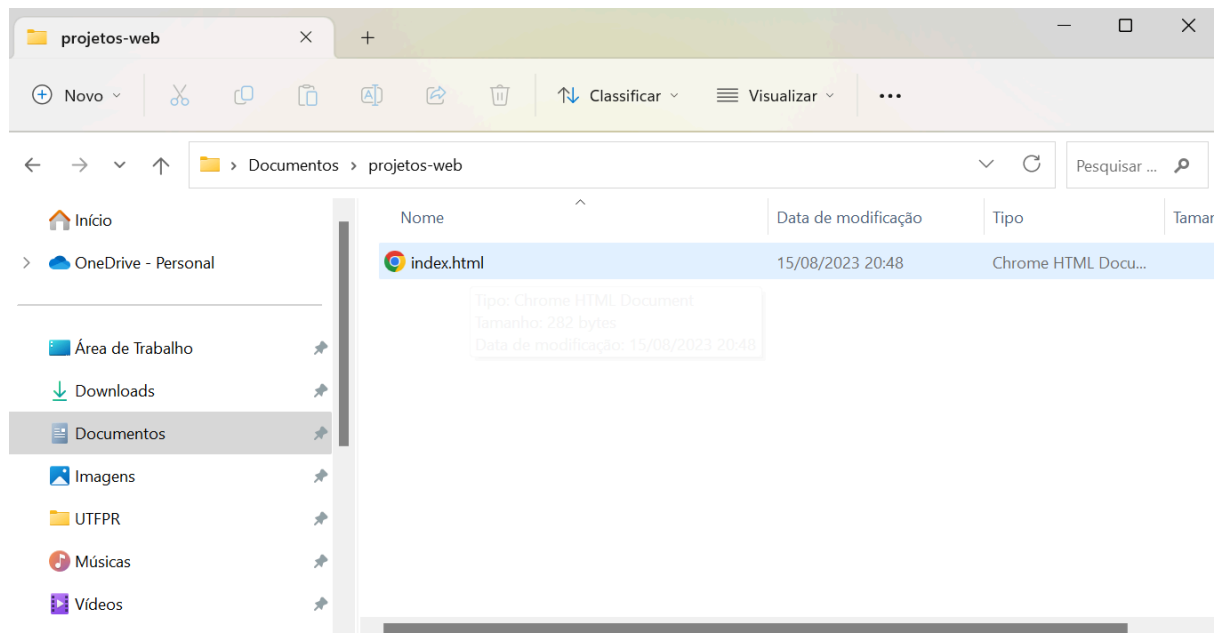 projetos-web
Novo
Classificar
Visualizar
Documentos > projetos-web
Pesquisar ...
Início
OneDrive - Personal
Área de Trabalho
Downloads
Documentos
Imagens
UTFPR
Músicas
Vídeos
Nome Data de modificação Tipo Tamar
index.html 15/08/2023 20:48 Chrome HTML Docu...
Tipo: Chrome HTML Document
Tamanho: 282 bytes
Data de modificação: 15/08/2023 20:48